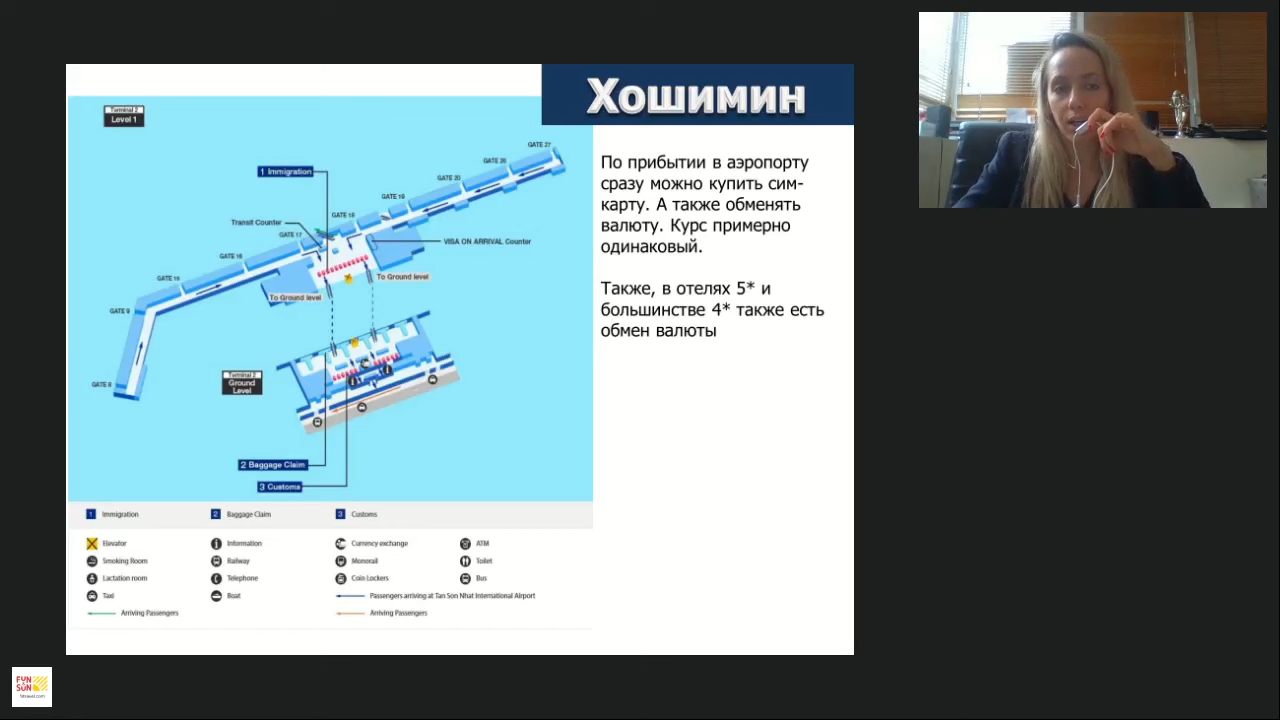 Хошимин
Terminal 2
Level 1
GATE 27
GATE 26
GATE 20
GATE 19
GATE 18
GATE 17
GATE 16
GATE 9
1 Immigration
Transit Counter
VISA ON ARRIVAL Counter
To Ground level
To Ground level
Terminal 2
Ground
Level
2 Baggage Claim
3 Customs
1 Immigration
2 Baggage Claim
3 Customs
Elevator
Information
Currency exchange
ATM
Smoking Room
Railway
Monorail
Toilet
Lactation room
Telephone
Coin Lockers
Bus
Taxi
Boat
Passengers arriving at Tan Son Nhat International Airport
Arriving Passengers
Arriving Passengers
По прибытии в аэропорту
сразу можно купить сим-
карту. А также обменять
валюту. Курс примерно
одинаковый.
Также, в отелях 5* и
большинстве 4* также есть
обмен валюты
FUN
&SUN